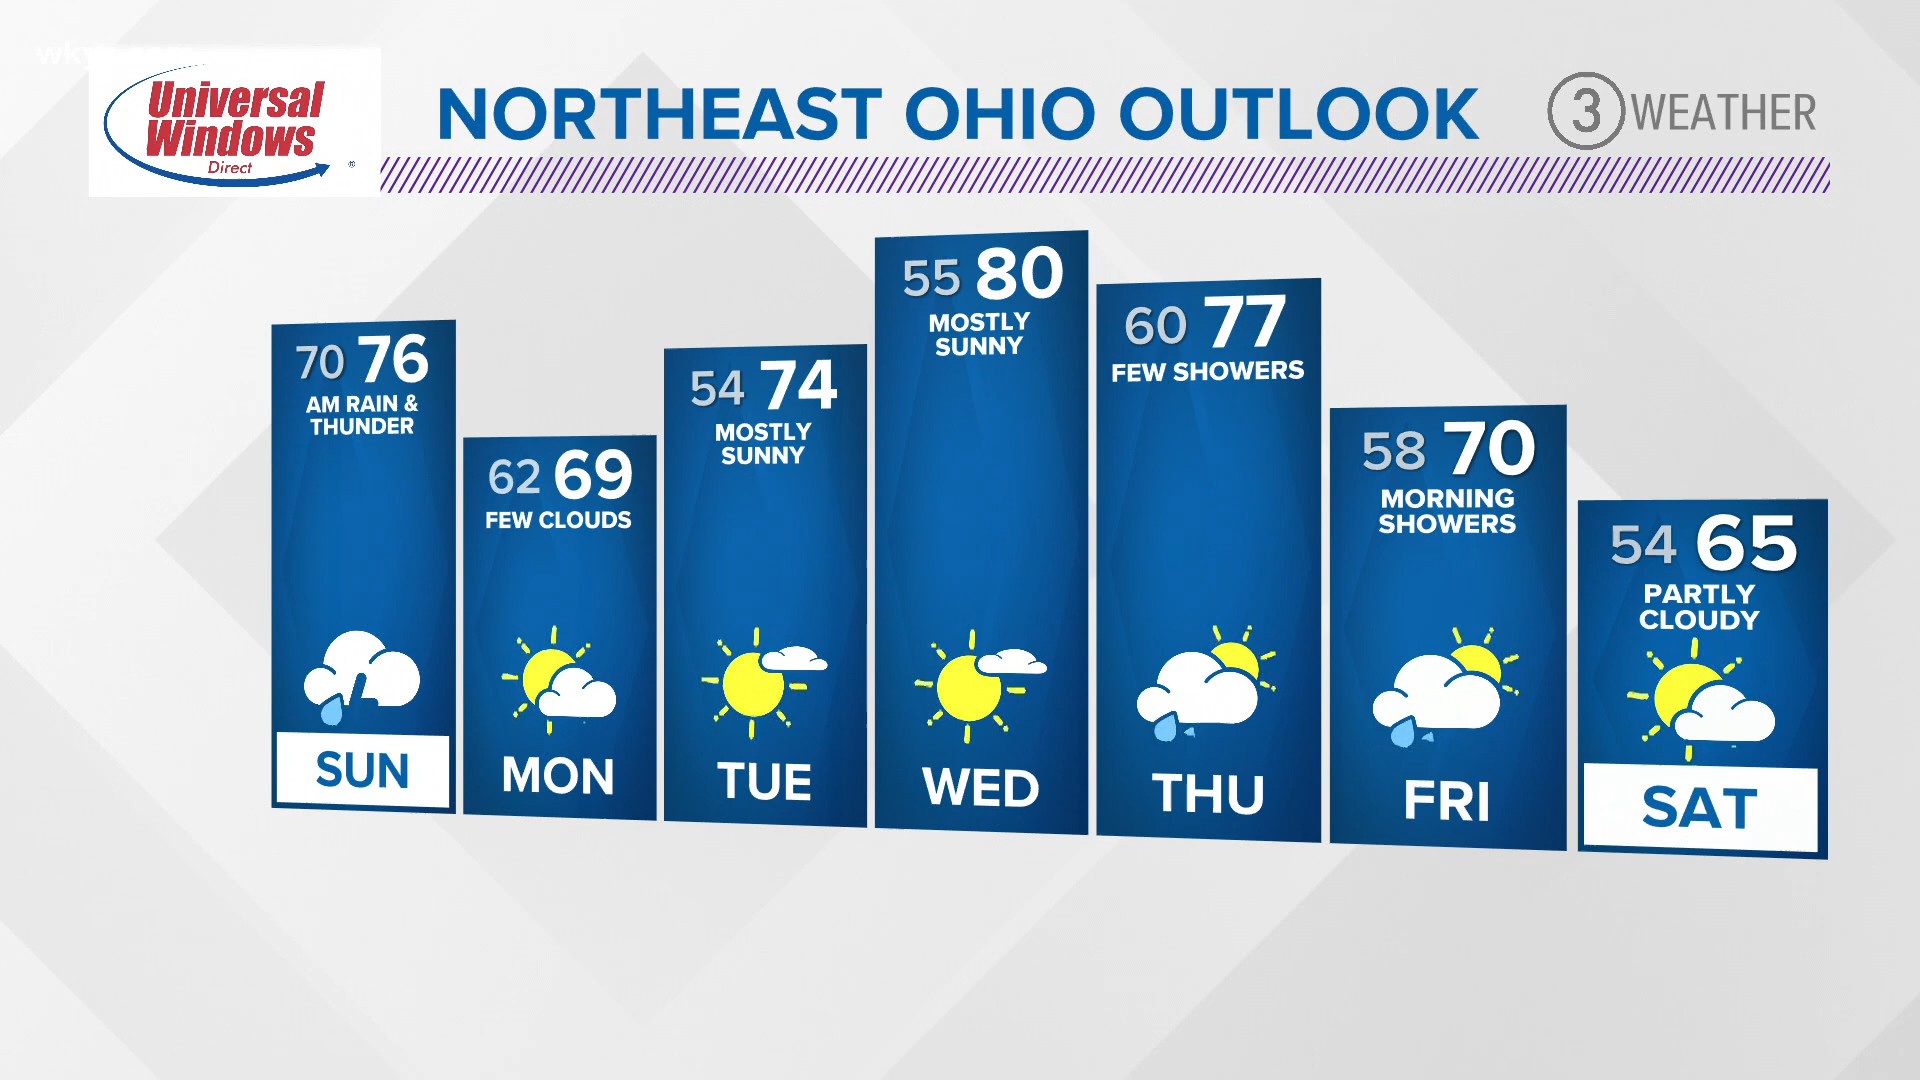 Universal
Windows
Direct
®
NORTHEAST OHIO OUTLOOK
3 WEATHER
70 76
AM RAIN &
THUNDER
SUN
62 69
FEW CLOUDS
MON
54 74
MOSTLY
SUNNY
TUE
55 80
MOSTLY
SUNNY
WED
60 77
FEW SHOWERS
THU
58 70
MORNING
SHOWERS
FRI
54 65
PARTLY
CLOUDY
SAT